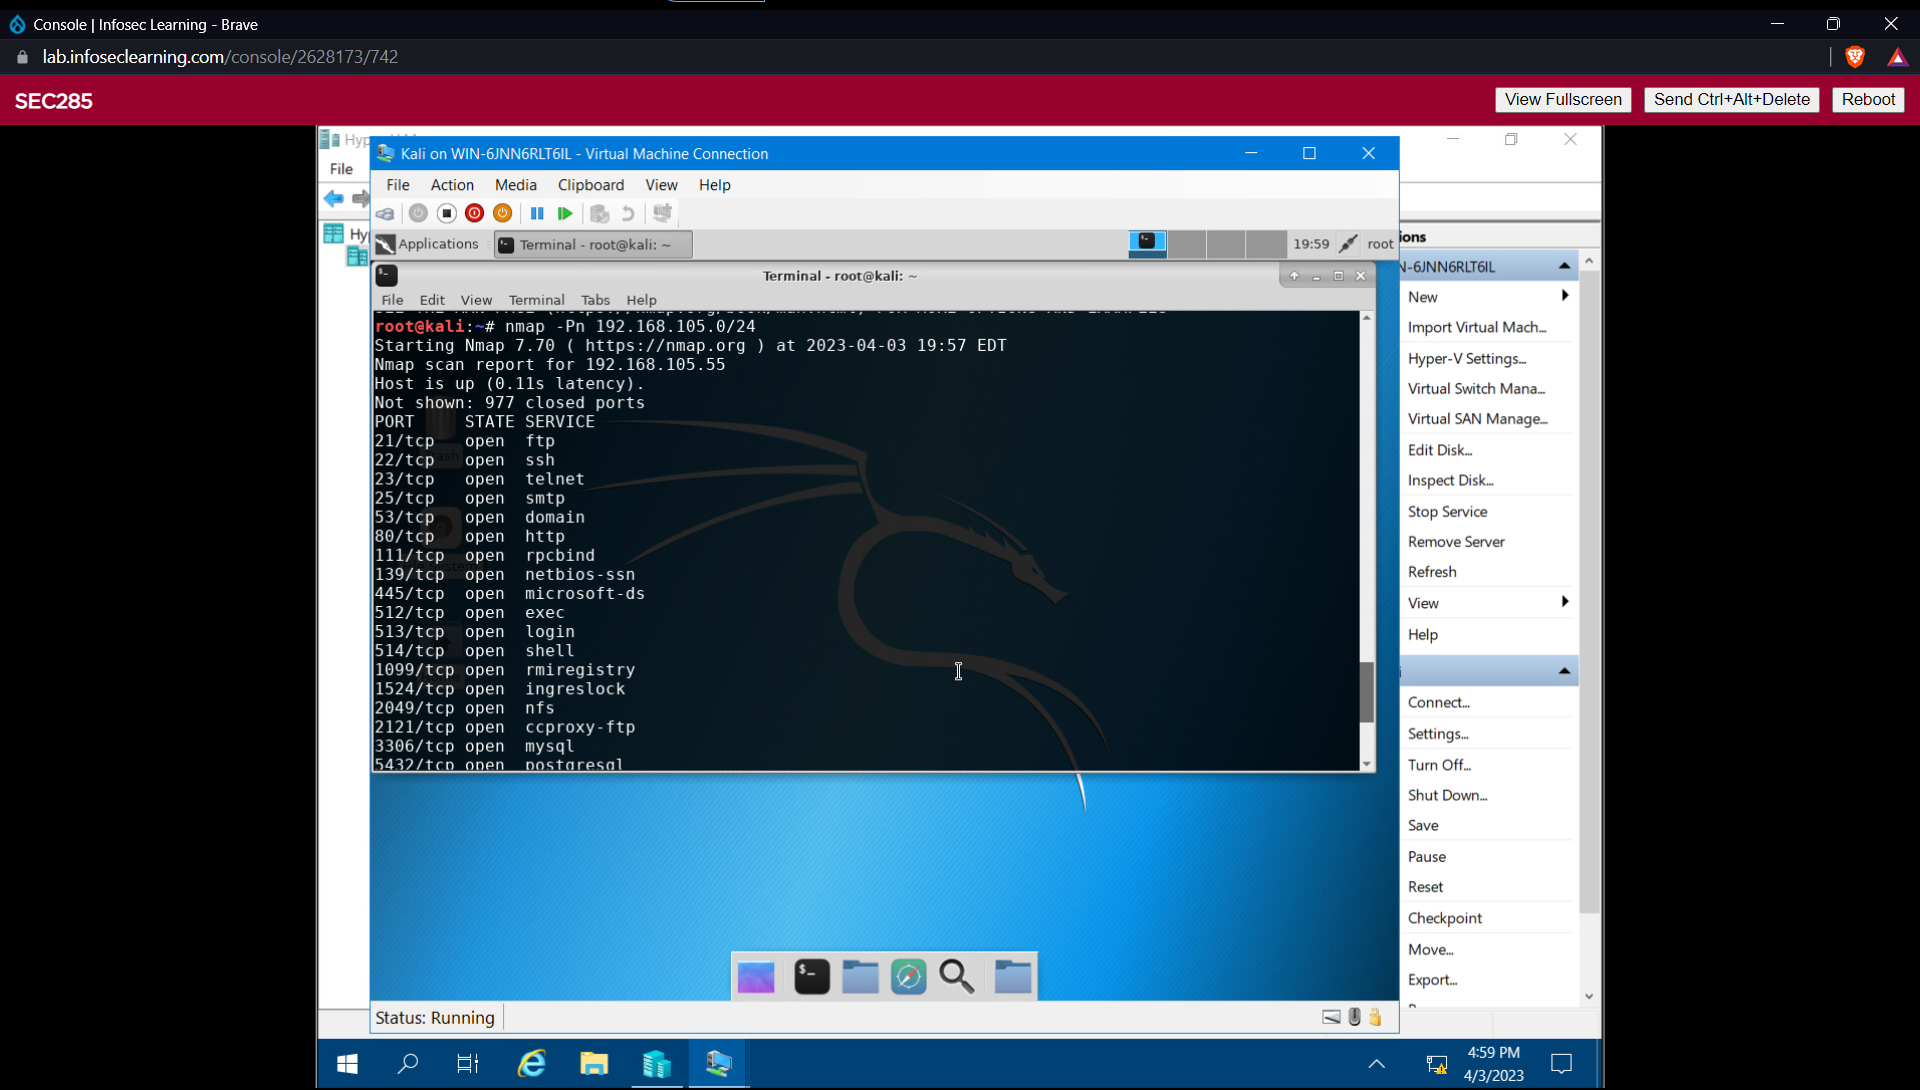 Console | Infosec Learning - Brave
lab.infoseclearning.com/console/2628173/742
SEC285
View Fullscreen
Send Ctrl+Alt+Delete
Reboot
File
Kali on WIN-6JNN6RLT6IL - Virtual Machine Connection
File Action Media Clipboard View Help
Applications
Terminal - root@kali: ~
19:59
root
Terminal - root@kali: ~
File Edit View Terminal Tabs Help
root@kali:~# nmap -Pn 192.168.105.0/24
Starting Nmap 7.70 ( https://nmap.org ) at 2023-04-03 19:57 EDT
Nmap scan report for 192.168.105.55
Host is up (0.11s latency).
Not shown: 977 closed ports
PORT STATE SERVICE
21/tcp open ftp
22/tcp open ssh
23/tcp open telnet
25/tcp open smtp
53/tcp open domain
80/tcp open http
111/tcp open rpcbind
139/tcp open netbios-ssn
445/tcp open microsoft-ds
512/tcp open exec
513/tcp open login
514/tcp open shell
1099/tcp open rmiregistry
1524/tcp open ingreslock
2049/tcp open nfs
2121/tcp open ccproxy-ftp
3306/tcp open mysql
5432/tcp open postgresql
Status: Running
ions
N-6JNN6RLT6IL
New
Import Virtual Mach...
Hyper-V Settings...
Virtual Switch Mana...
Virtual SAN Manage...
Edit Disk...
Inspect Disk...
Stop Service
Remove Server
Refresh
View
Help
Connect...
Settings...
Turn Off...
Shut Down...
Save
Pause
Reset
Checkpoint
Move...
Export...
4:59 PM
4/3/2023